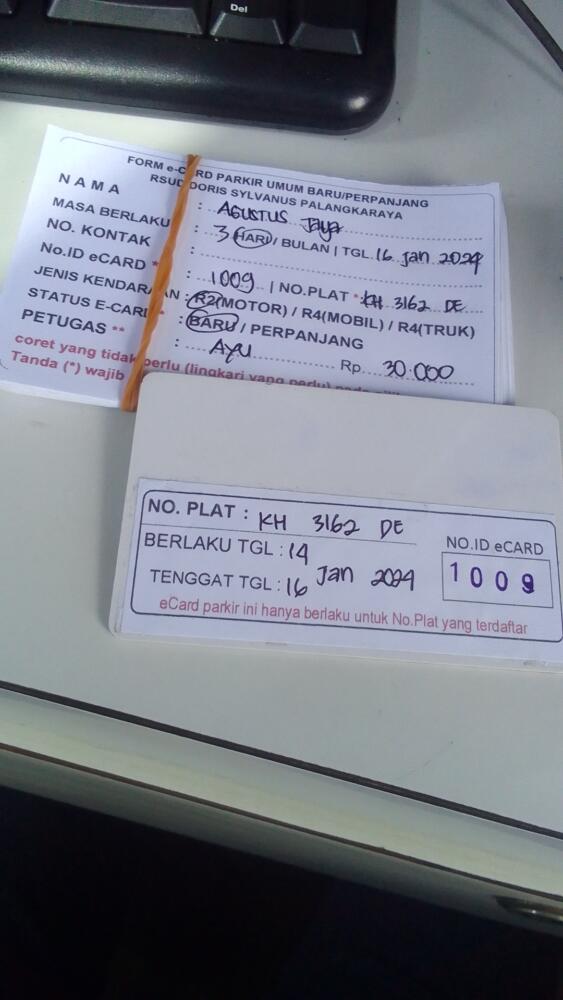 Del
FORM e-CARD PARKIR UMUM BARU/PERPANJANG
RSUD DORIS SYLVANUS PALANGKARAYA
NAMA : AGUSTUS Jaya
MASA BERLAKU : 3 HARI / BULAN | TGL. 16 Jan 2024
NO. KONTAK :
No.ID eCARD * : 1009 | NO.PLAT * KH 3162 DE
JENIS KENDARAAN : R2(MOTOR) / R4(MOBIL) / R4(TRUK)
STATUS E-CARD * : BARU / PERPANJANG
PETUGAS ** : AYU Rp. 30.000
coret yang tidak perlu (lingkari yang perlu)
Tanda (*) wajib
NO. PLAT : KH 3162 DE
BERLAKU TGL : 14
TENGGAT TGL : 16 Jan 2024
NO.ID eCARD
1009
eCard parkir ini hanya berlaku untuk No.Plat yang terdaftar